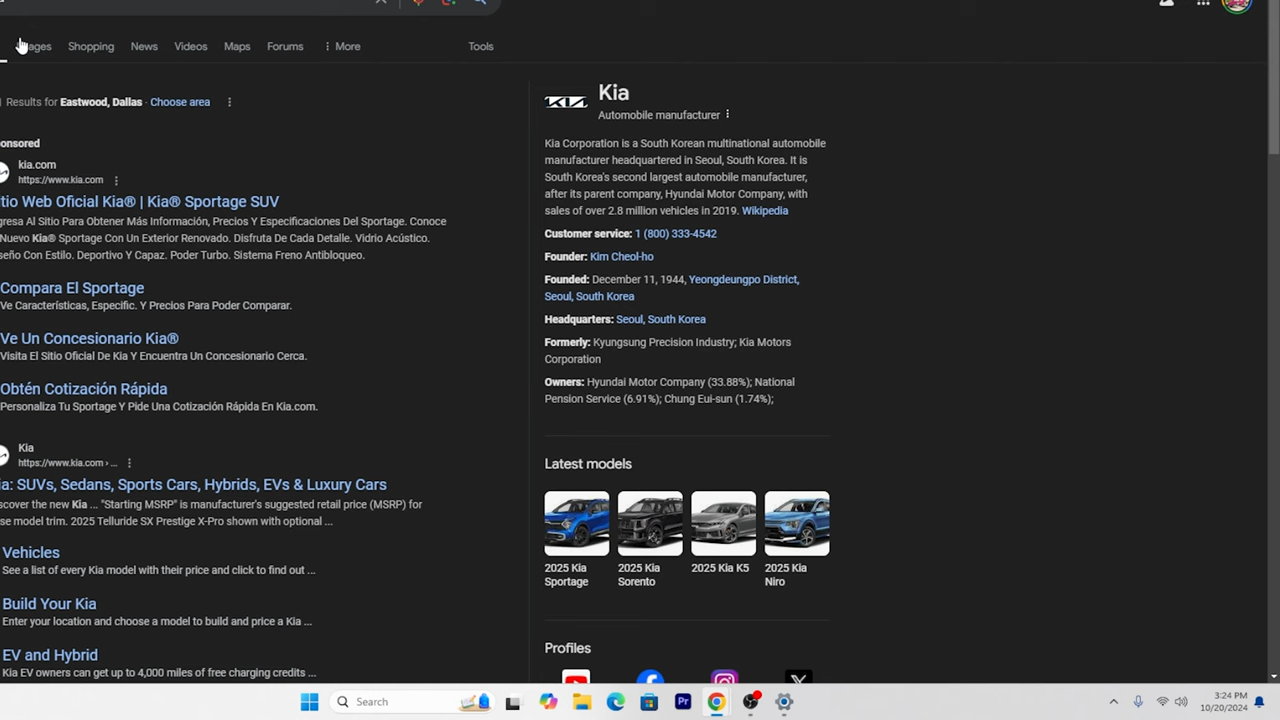 ages Shopping News Videos Maps Forums More Tools
Results for Eastwood, Dallas · Choose area
onsored
kia.com
https://www.kia.com
tio Web Oficial Kia® | Kia® Sportage SUV
gresa Al Sitio Para Obtener Más Información, Precios Y Especificaciones Del Sportage. Conoce
Nuevo Kia® Sportage Con Un Exterior Renovado. Disfruta De Cada Detalle. Vidrio Acústico.
seño Con Estilo. Deportivo Y Capaz. Poder Turbo. Sistema Freno Antibloqueo.
Compara El Sportage
Ve Características, Especific. Y Precios Para Poder Comparar.
Ve Un Concesionario Kia®
Visita El Sitio Oficial De Kia Y Encuentra Un Concesionario Cerca.
Obtén Cotización Rápida
Personaliza Tu Sportage Y Pide Una Cotización Rápida En Kia.com.
Kia
https://www.kia.com › ...
ia: SUVs, Sedans, Sports Cars, Hybrids, EVs & Luxury Cars
scover the new Kia ... "Starting MSRP" is manufacturer's suggested retail price (MSRP) for
se model trim. 2025 Telluride SX Prestige X-Pro shown with optional ...
Vehicles
See a list of every Kia model with their price and click to find out ...
Build Your Kia
Enter your location and choose a model to build and price a Kia ...
EV and Hybrid
Kia EV owners can get up to 4,000 miles of free charging credits ...
KIA
Kia
Automobile manufacturer
Kia Corporation is a South Korean multinational automobile
manufacturer headquartered in Seoul, South Korea. It is
South Korea's second largest automobile manufacturer,
after its parent company, Hyundai Motor Company, with
sales of over 2.8 million vehicles in 2019. Wikipedia
Customer service: 1 (800) 333-4542
Founder: Kim Cheol-ho
Founded: December 11, 1944, Yeongdeungpo District,
Seoul, South Korea
Headquarters: Seoul, South Korea
Formerly: Kyungsung Precision Industry; Kia Motors
Corporation
Owners: Hyundai Motor Company (33.88%); National
Pension Service (6.91%); Chung Eui-sun (1.74%);
Latest models
2025 Kia
Sportage
2025 Kia
Sorento
2025 Kia K5
2025 Kia
Niro
Profiles
Search
Pr
3:24 PM
10/20/2024